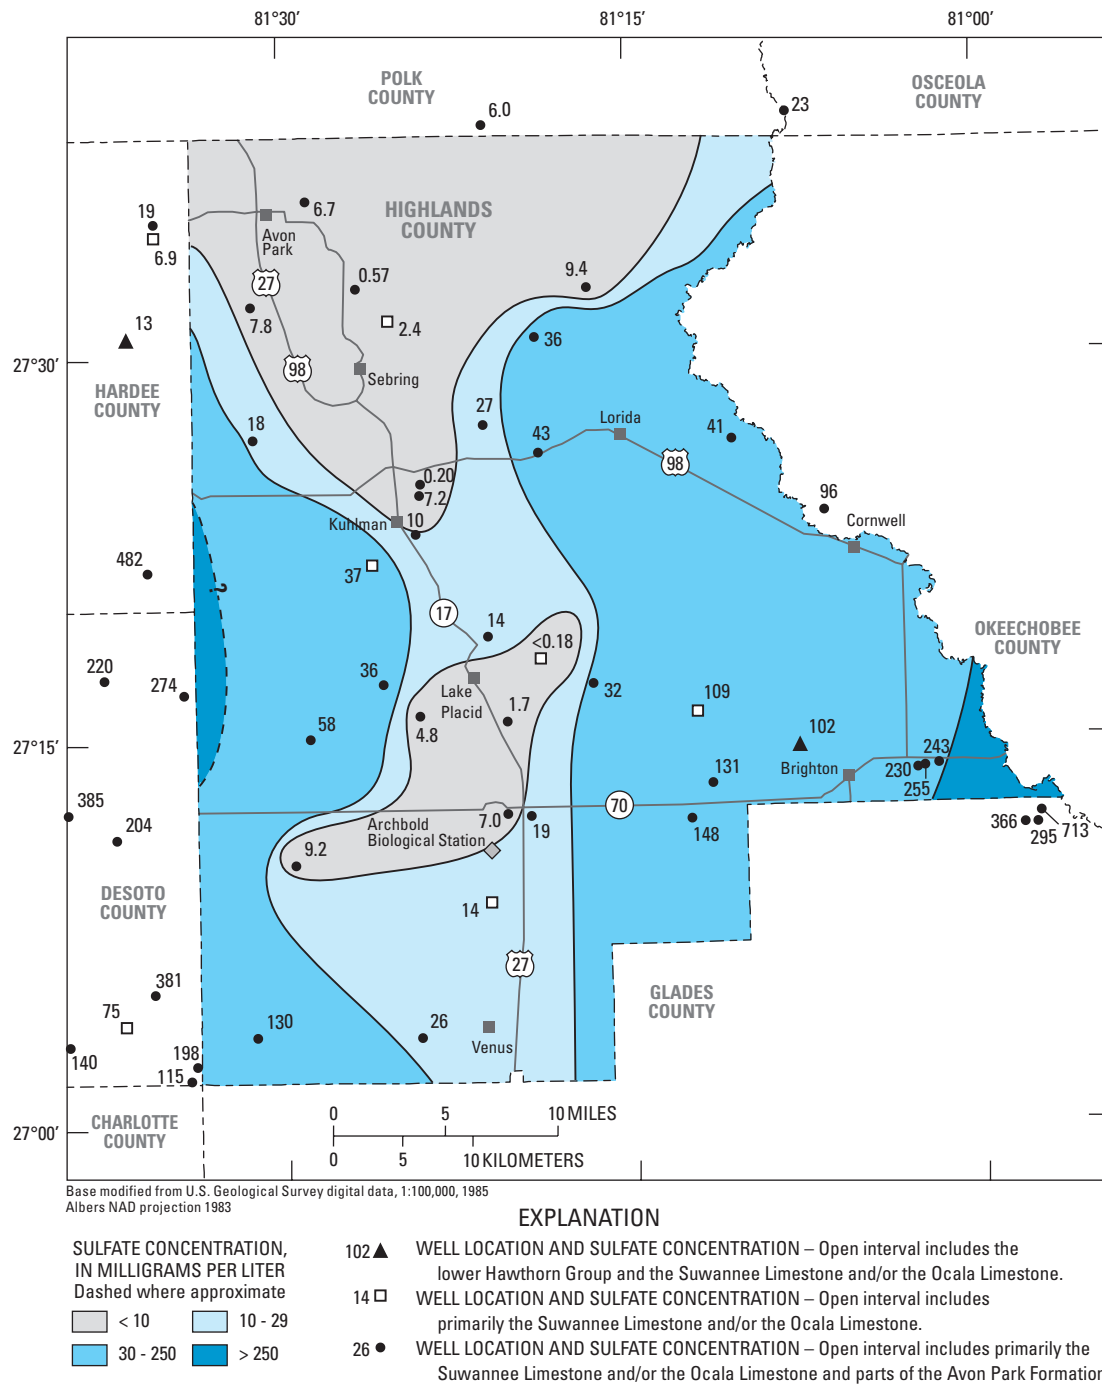 81°30′ 81°15′ 81°00′
POLK
COUNTY
OSCEOLA
COUNTY
6.0
23
19
6.9
6.7
HIGHLANDS
COUNTY
Avon
Park
27
0.57
9.4
7.8
2.4
13
36
27°30′
98
Sebring
HARDEE
COUNTY
18
27
43
Lorida
41
98
0.20
7.2
96
Kuhlman
10
Cornwell
482
37
?
17
14
<0.18
OKEECHOBEE
COUNTY
220
274
36
Lake
Placid
32
109
1.7
4.8
58
102
27°15′
131
Brighton
243
230
255
385
204
70
7.0
19
148
366
295
713
Archbold
Biological Station
9.2
DESOTO
COUNTY
14
27
381
GLADES
COUNTY
75
130
26
Venus
140
198
115
CHARLOTTE
COUNTY
27°00′
0 5 10 MILES
0 5 10 KILOMETERS
Base modified from U.S. Geological Survey digital data, 1:100,000, 1985
Albers NAD projection 1983
EXPLANATION
SULFATE CONCENTRATION,
IN MILLIGRAMS PER LITER
Dashed where approximate
< 10 10 - 29
30 - 250 > 250
102 WELL LOCATION AND SULFATE CONCENTRATION – Open interval includes the
lower Hawthorn Group and the Suwannee Limestone and/or the Ocala Limestone.
14 WELL LOCATION AND SULFATE CONCENTRATION – Open interval includes
primarily the Suwannee Limestone and/or the Ocala Limestone.
26 WELL LOCATION AND SULFATE CONCENTRATION – Open interval includes primarily the
Suwannee Limestone and/or the Ocala Limestone and parts of the Avon Park Formation